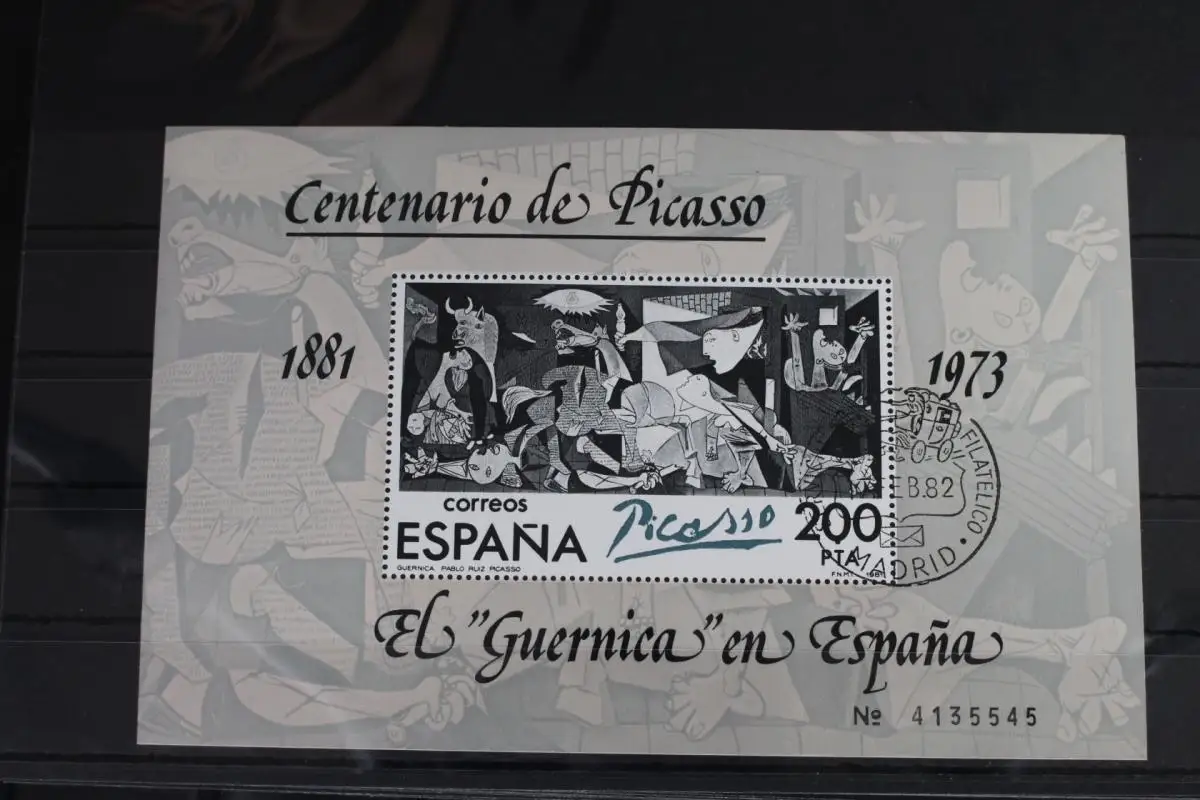 Centenario de Picasso
1881
1973
correos
ESPAÑA
Picasso
200
PTA
GUERNICA. PABLO RUIZ PICASSO
F.N.M.T. 1981
FILATELICO
EB.82
MADRID
El "Guernica" en España
Nº 4135545